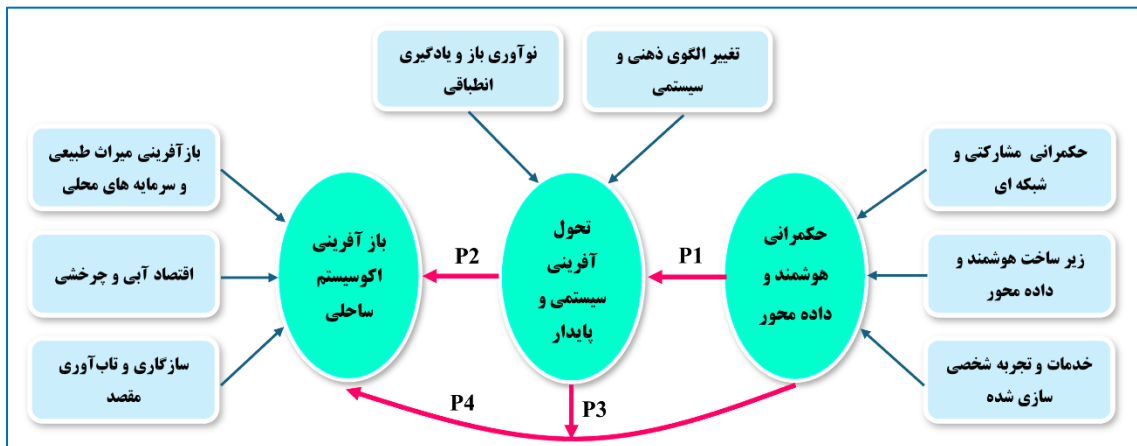 تغییر الگوی ذهنی و
سیستمی
نوآوری باز و یادگیری
انطباقی
حکمرانی مشارکتی و
شبکه ای
زیر ساخت هوشمند و
داده محور
خدمات و تجربه شخصی
سازی شده
حکمرانی
هوشمند و
داده محور
P1
تحول
آفرینی
سیستمی و
پایدار
P2
باز آفرینی
اکوسیستم
ساحلی
بازآفرینی میراث طبیعی
و سرمایه های محلی
اقتصاد آبی و چرخشی
سازگاری و تاب‌آوری
مقصد
P3
P4